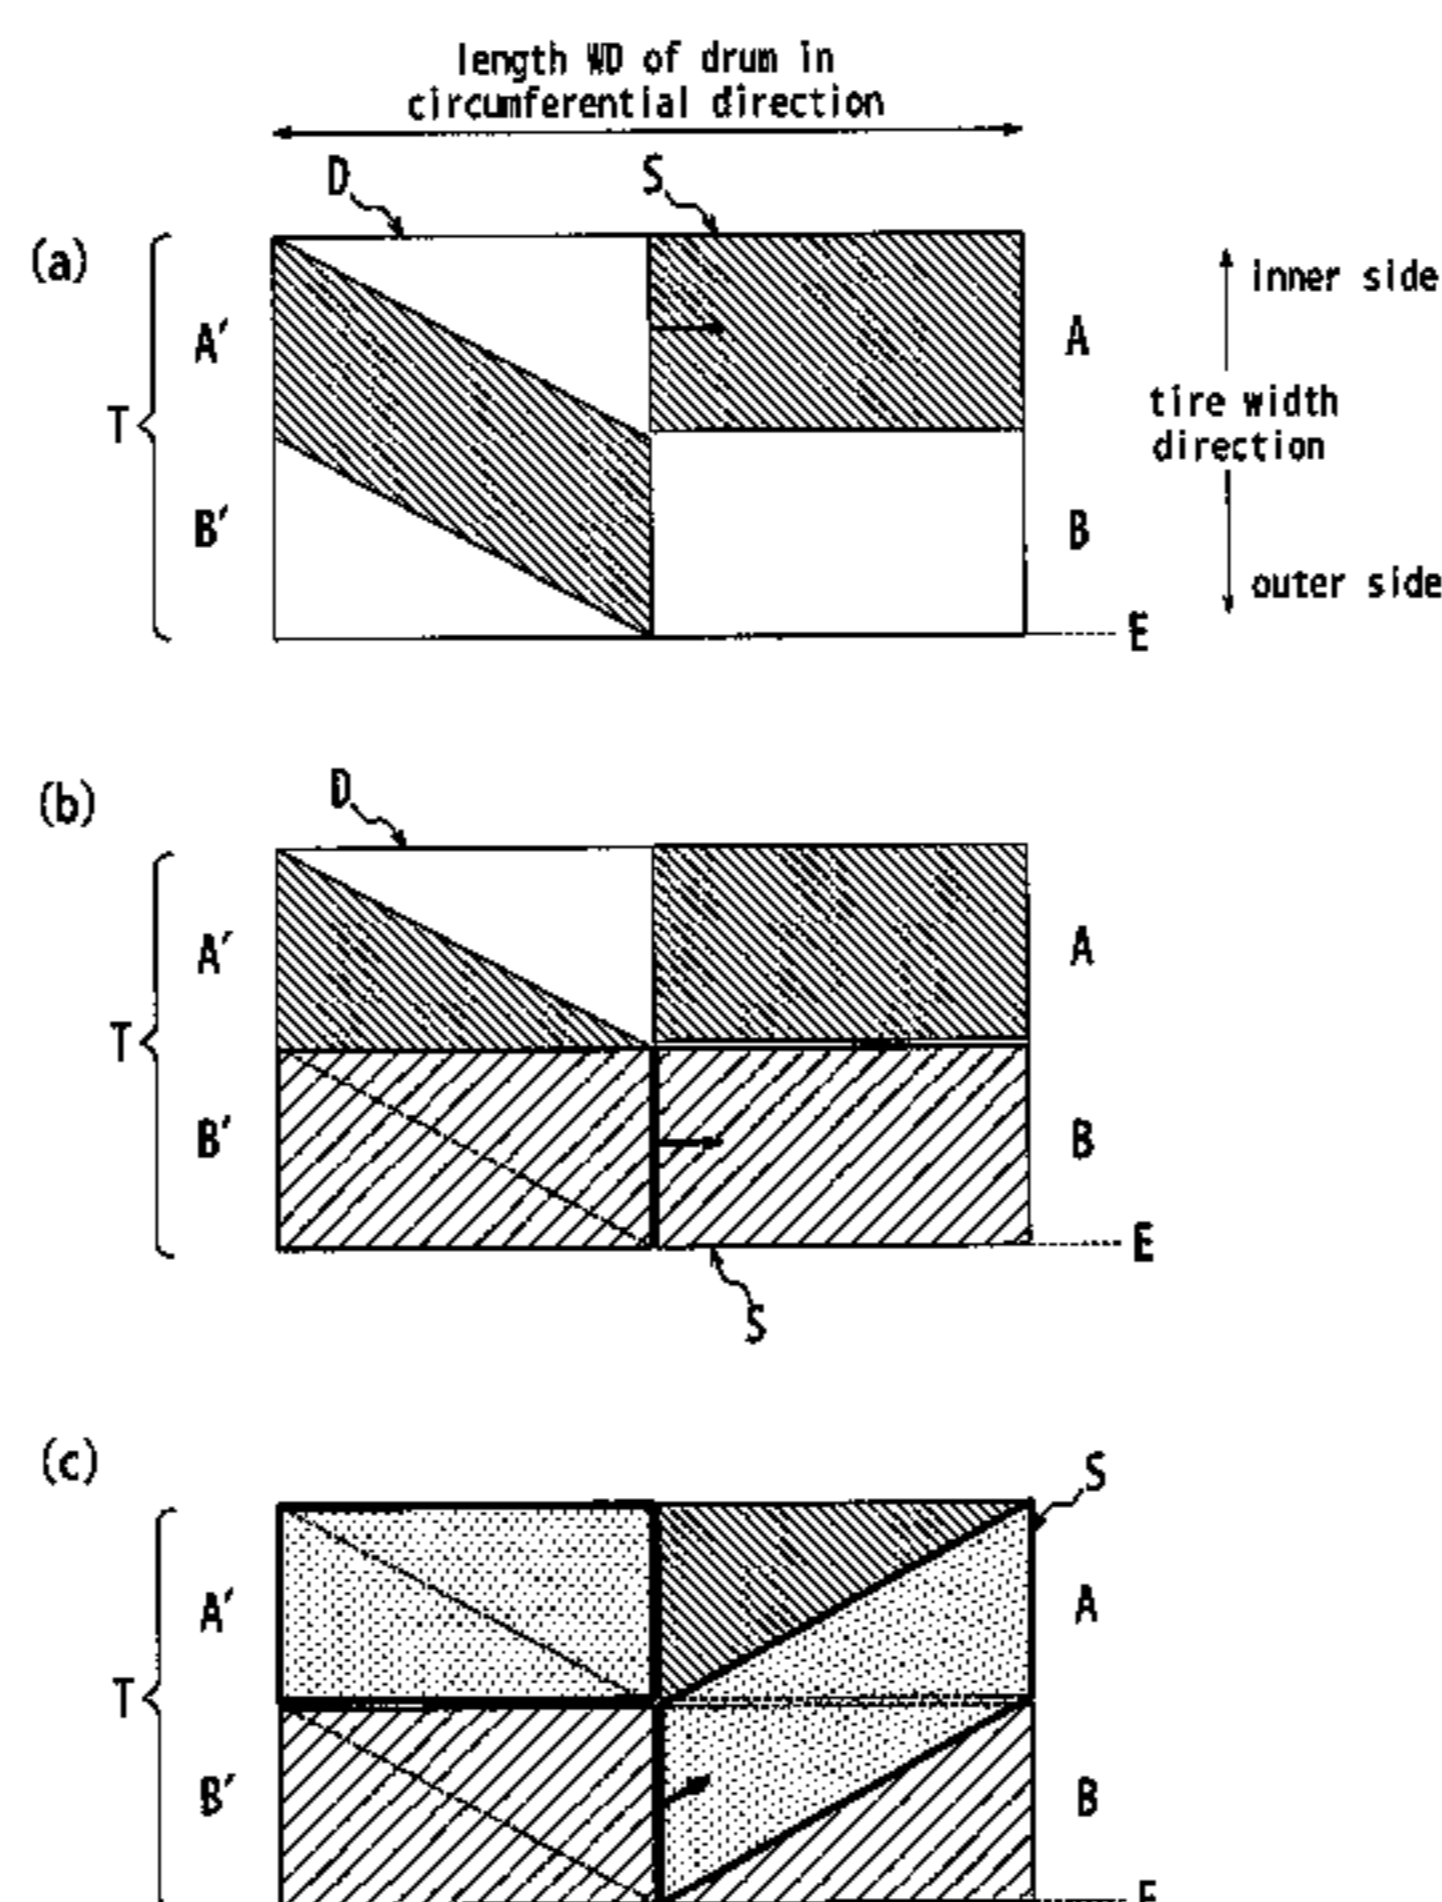 length WD of drum in
circumferential direction
D
S
(a)
inner side
A′
A
T
tire width
direction
B′
B
outer side
E
(b)
D
A′
A
T
B′
B
E
S
(c)
S
A′
A
T
B′
B
E